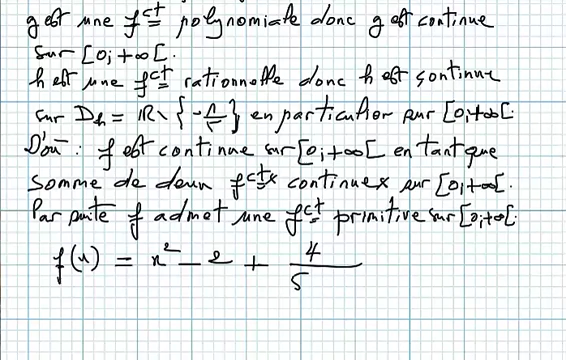 g est une fct polynomiale donc g est continue
sur [0; +∞[.
h est une fct rationnelle donc h est continue
sur Dh = ℝ \ {-1/5} en particulier sur [0; +∞[.
D'où : f est continue sur [0; +∞[ en tant que
Somme de deux fcts continues sur [0; +∞[.
Par suite f admet une fct primitive sur [0; +∞[.
f(x) = x² - 2 + 4/5